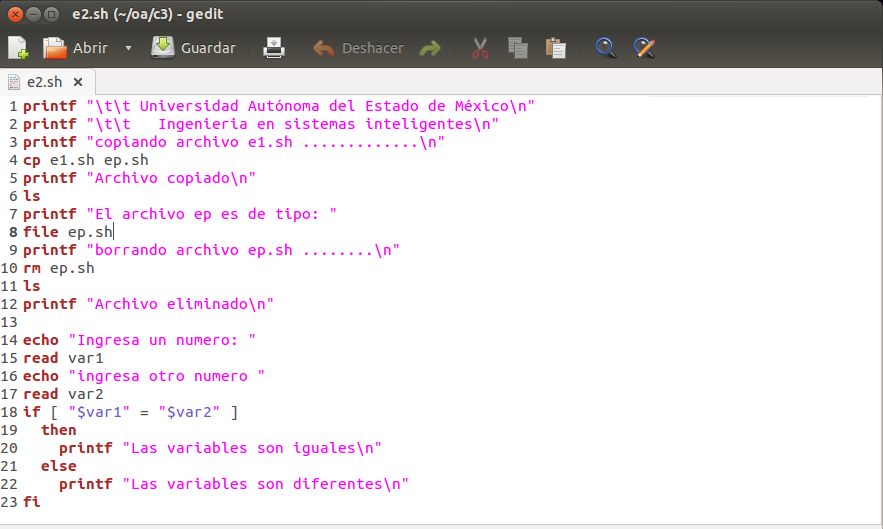 e2.sh (~/oa/c3) - gedit
Abrir Guardar Deshacer
e2.sh ×
1 printf "\t\t Universidad Autónoma del Estado de México\n"
2 printf "\t\t   Ingenieria en sistemas inteligentes\n"
3 printf "copiando archivo e1.sh .............\n"
4 cp e1.sh ep.sh
5 printf "Archivo copiado\n"
6 ls
7 printf "El archivo ep es de tipo: "
8 file ep.sh
9 printf "borrando archivo ep.sh ........\n"
10 rm ep.sh
11 ls
12 printf "Archivo eliminado\n"
13
14 echo "Ingresa un numero: "
15 read var1
16 echo "ingresa otro numero "
17 read var2
18 if [ "$var1" = "$var2" ]
19   then
20     printf "Las variables son iguales\n"
21   else
22     printf "Las variables son diferentes\n"
23 fi